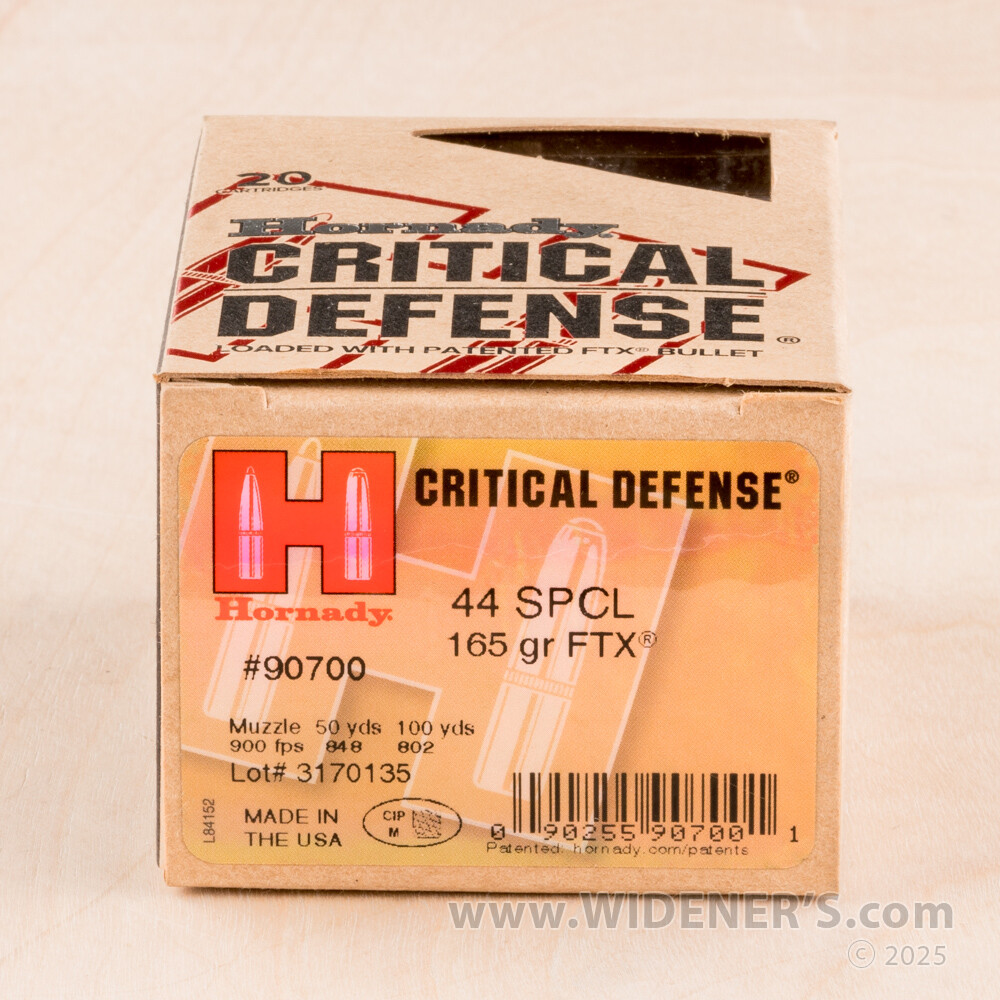 20
CARTRIDGES
Hornady
CRITICAL
DEFENSE®
LOADED WITH PATENTED FTX® BULLET
H
Hornady.
CRITICAL DEFENSE®
44 SPCL
165 gr FTX®
#90700
Muzzle 50 yds 100 yds
900 fps 848 802
Lot# 3170135
MADE IN
THE USA
CIP
M
L84152
0 90255 90700 1
Patented: hornady.com/patents
www.WIDENER'S.com
© 2025